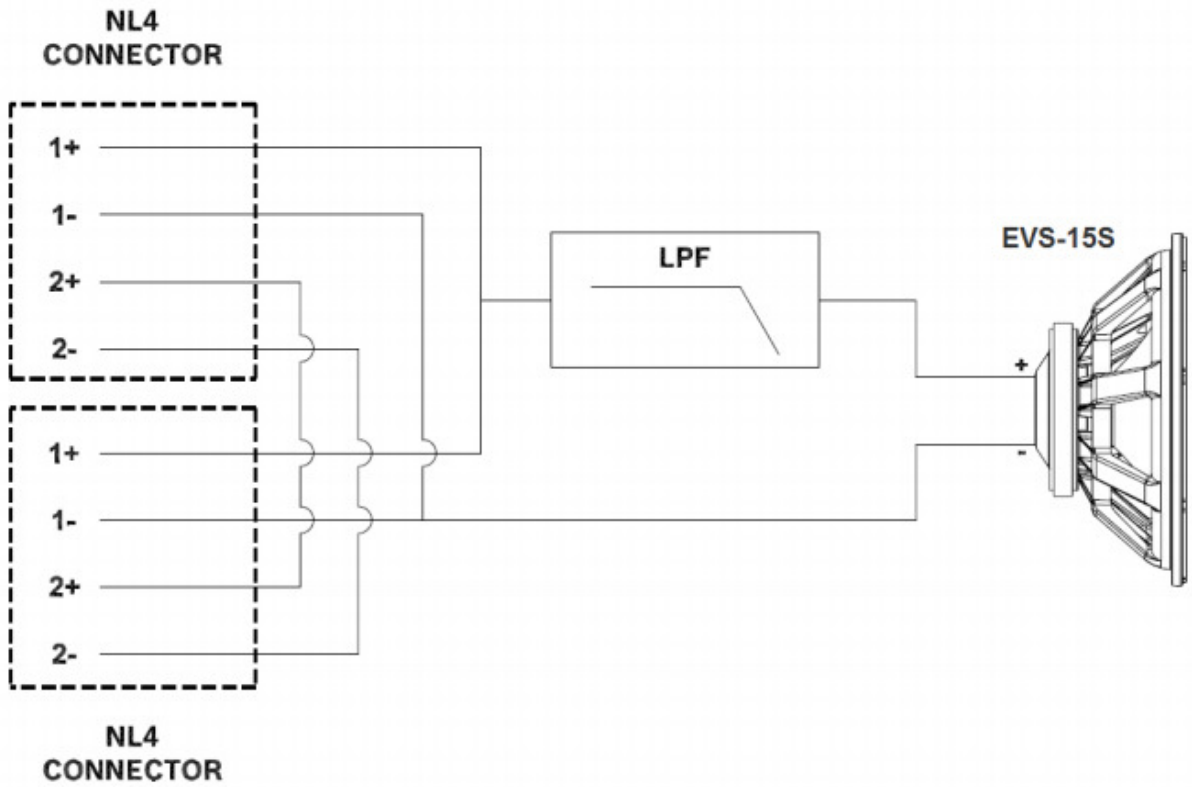 NL4
CONNECTOR
1+
1-
2+
2-
1+
1-
2+
2-
NL4
CONNECTOR
LPF
EVS-15S
+
-